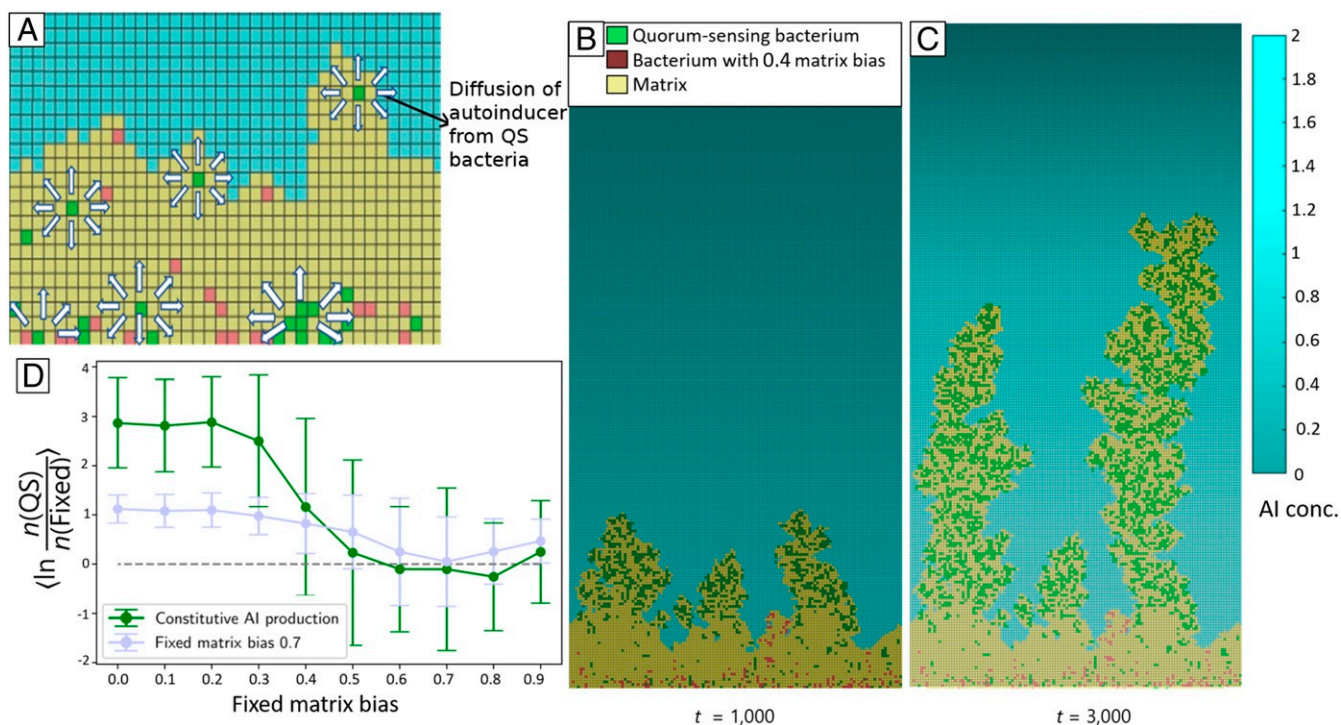 A
Diffusion of
autoinducer
from QS
bacteria
B
Quorum-sensing bacterium
Bacterium with 0.4 matrix bias
Matrix
C
2
1.8
1.6
1.4
1.2
1
0.8
0.6
0.4
0.2
0
AI conc.
t = 1,000
t = 3,000
D
4
3
2
1
0
-1
-2
⟨ln n(QS)/n(Fixed)⟩
Constitutive AI production
Fixed matrix bias 0.7
0.0 0.1 0.2 0.3 0.4 0.5 0.6 0.7 0.8 0.9
Fixed matrix bias